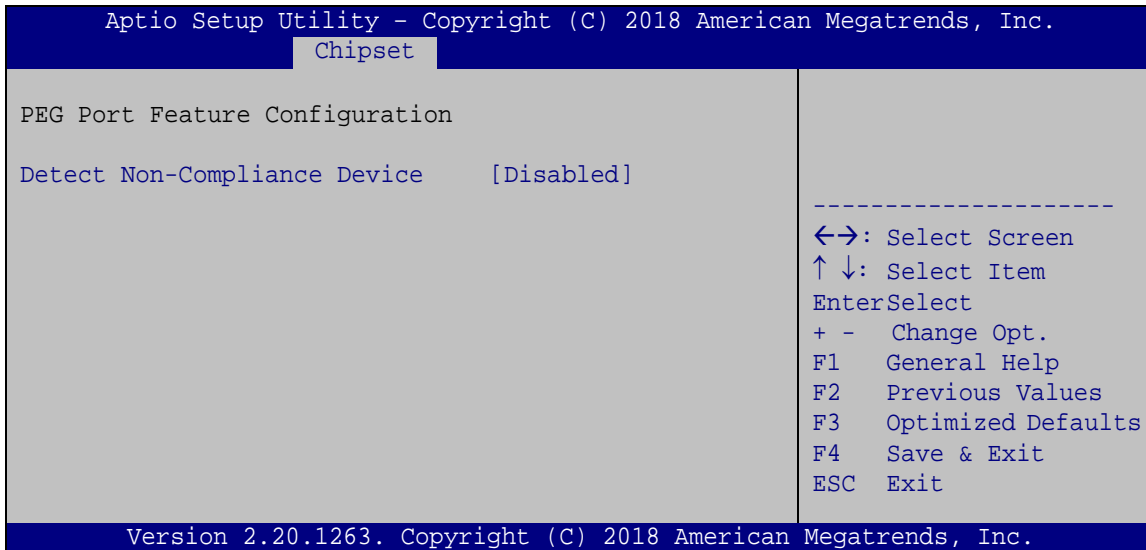 Aptio Setup Utility – Copyright (C) 2018 American Megatrends, Inc.
Chipset
PEG Port Feature Configuration
Detect Non-Compliance Device [Disabled]
---------------------
←→: Select Screen
↑ ↓: Select Item
EnterSelect
+ - Change Opt.
F1 General Help
F2 Previous Values
F3 Optimized Defaults
F4 Save & Exit
ESC Exit
Version 2.20.1263. Copyright (C) 2018 American Megatrends, Inc.